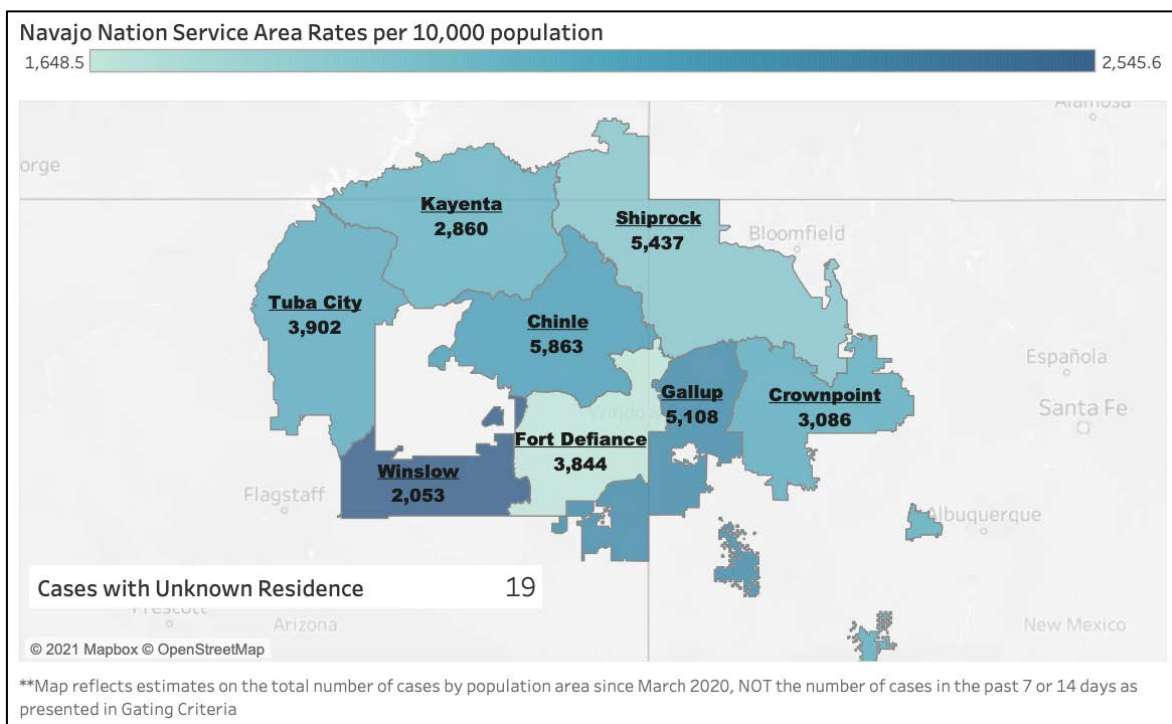 Navajo Nation Service Area Rates per 10,000 population
1,648.5
2,545.6
Alamosa
orge
Kayenta
2,860
Shiprock
5,437
Bloomfield
Tuba City
3,902
Chinle
5,863
Española
Gallup
5,108
Crownpoint
3,086
Santa Fe
Window
Fort Defiance
3,844
Winslow
2,053
Flagstaff
Albuquerque
Cases with Unknown Residence 19
Prescott
Arizona
New Mexico
© 2021 Mapbox © OpenStreetMap
**Map reflects estimates on the total number of cases by population area since March 2020, NOT the number of cases in the past 7 or 14 days as
presented in Gating Criteria